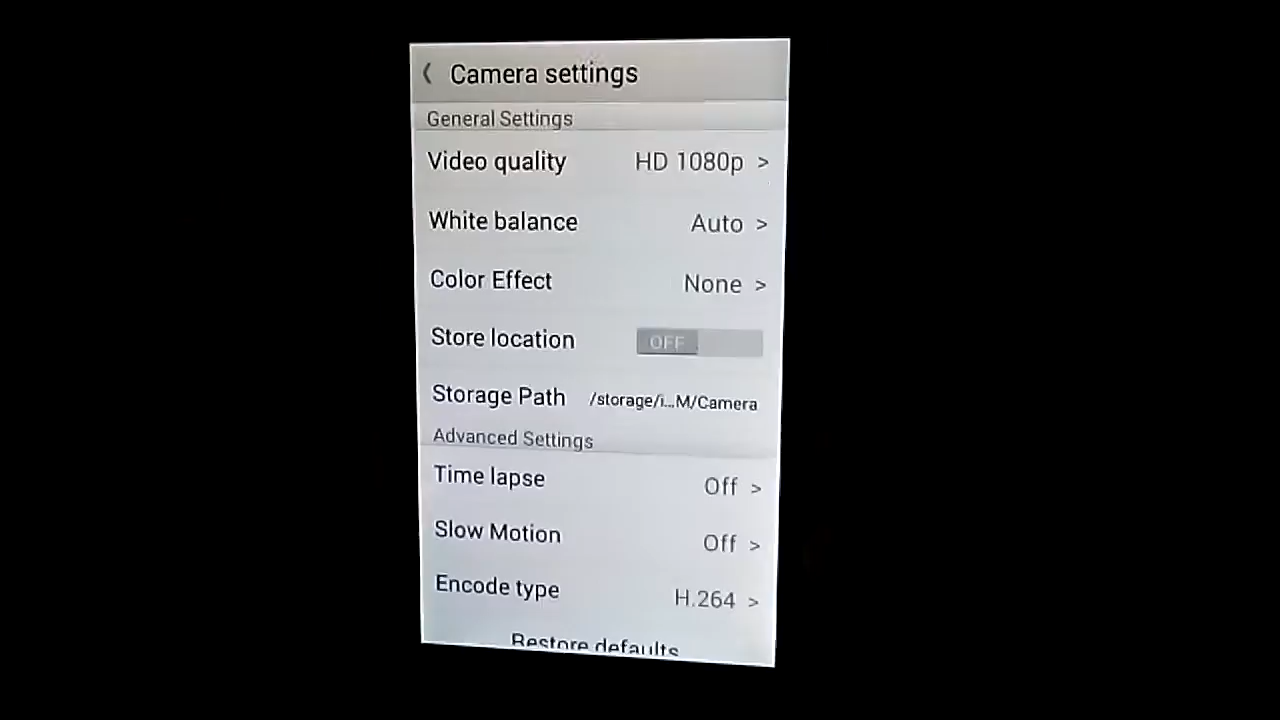 Camera settings
General Settings
Video quality HD 1080p >
White balance Auto >
Color Effect None >
Store location OFF
Storage Path /storage/i...M/Camera
Advanced Settings
Time lapse Off >
Slow Motion Off >
Encode type H.264 >
Restore defaults